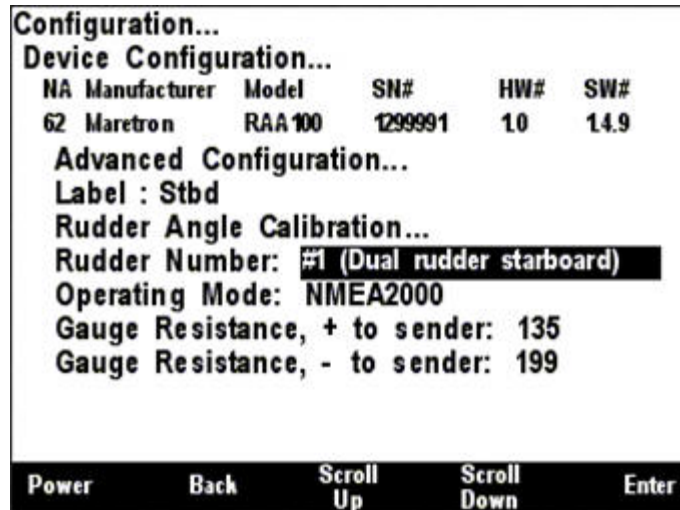 Configuration...
Device Configuration...
NA Manufacturer Model SN# HW# SW#
62 Maretron RAA100 1299991 1.0 1.4.9
Advanced Configuration...
Label : Stbd
Rudder Angle Calibration...
Rudder Number: #1 (Dual rudder starboard)
Operating Mode: NMEA2000
Gauge Resistance, + to sender: 135
Gauge Resistance, - to sender: 199
Power Back Scroll Up Scroll Down Enter